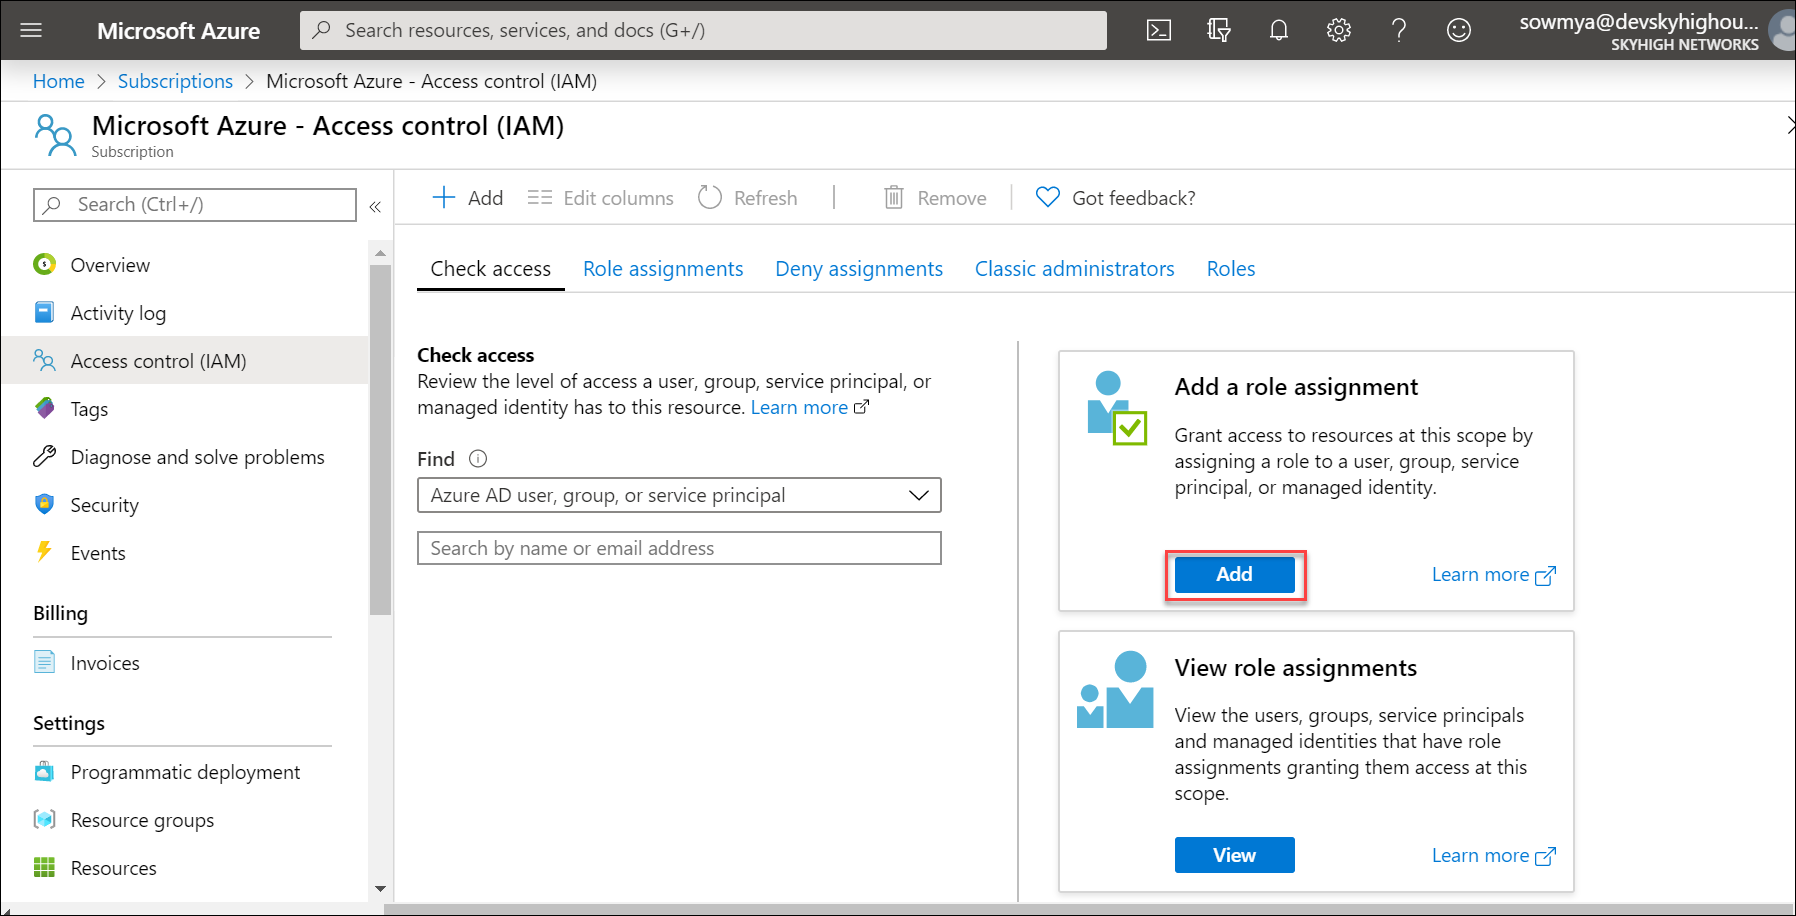 Microsoft Azure
Search resources, services, and docs (G+/)
sowmya@devskyhighou...
SKYHIGH NETWORKS
Home > Subscriptions > Microsoft Azure - Access control (IAM)
Microsoft Azure - Access control (IAM)
Subscription
Search (Ctrl+/)
«
Overview
Activity log
Access control (IAM)
Tags
Diagnose and solve problems
Security
Events
Billing
Invoices
Settings
Programmatic deployment
Resource groups
Resources
Add
Edit columns
Refresh
Remove
Got feedback?
Check access
Role assignments
Deny assignments
Classic administrators
Roles
Check access
Review the level of access a user, group, service principal, or
managed identity has to this resource. Learn more
Find
Azure AD user, group, or service principal
Search by name or email address
Add a role assignment
Grant access to resources at this scope by
assigning a role to a user, group, service
principal, or managed identity.
Add
Learn more
View role assignments
View the users, groups, service principals
and managed identities that have role
assignments granting them access at this
scope.
View
Learn more